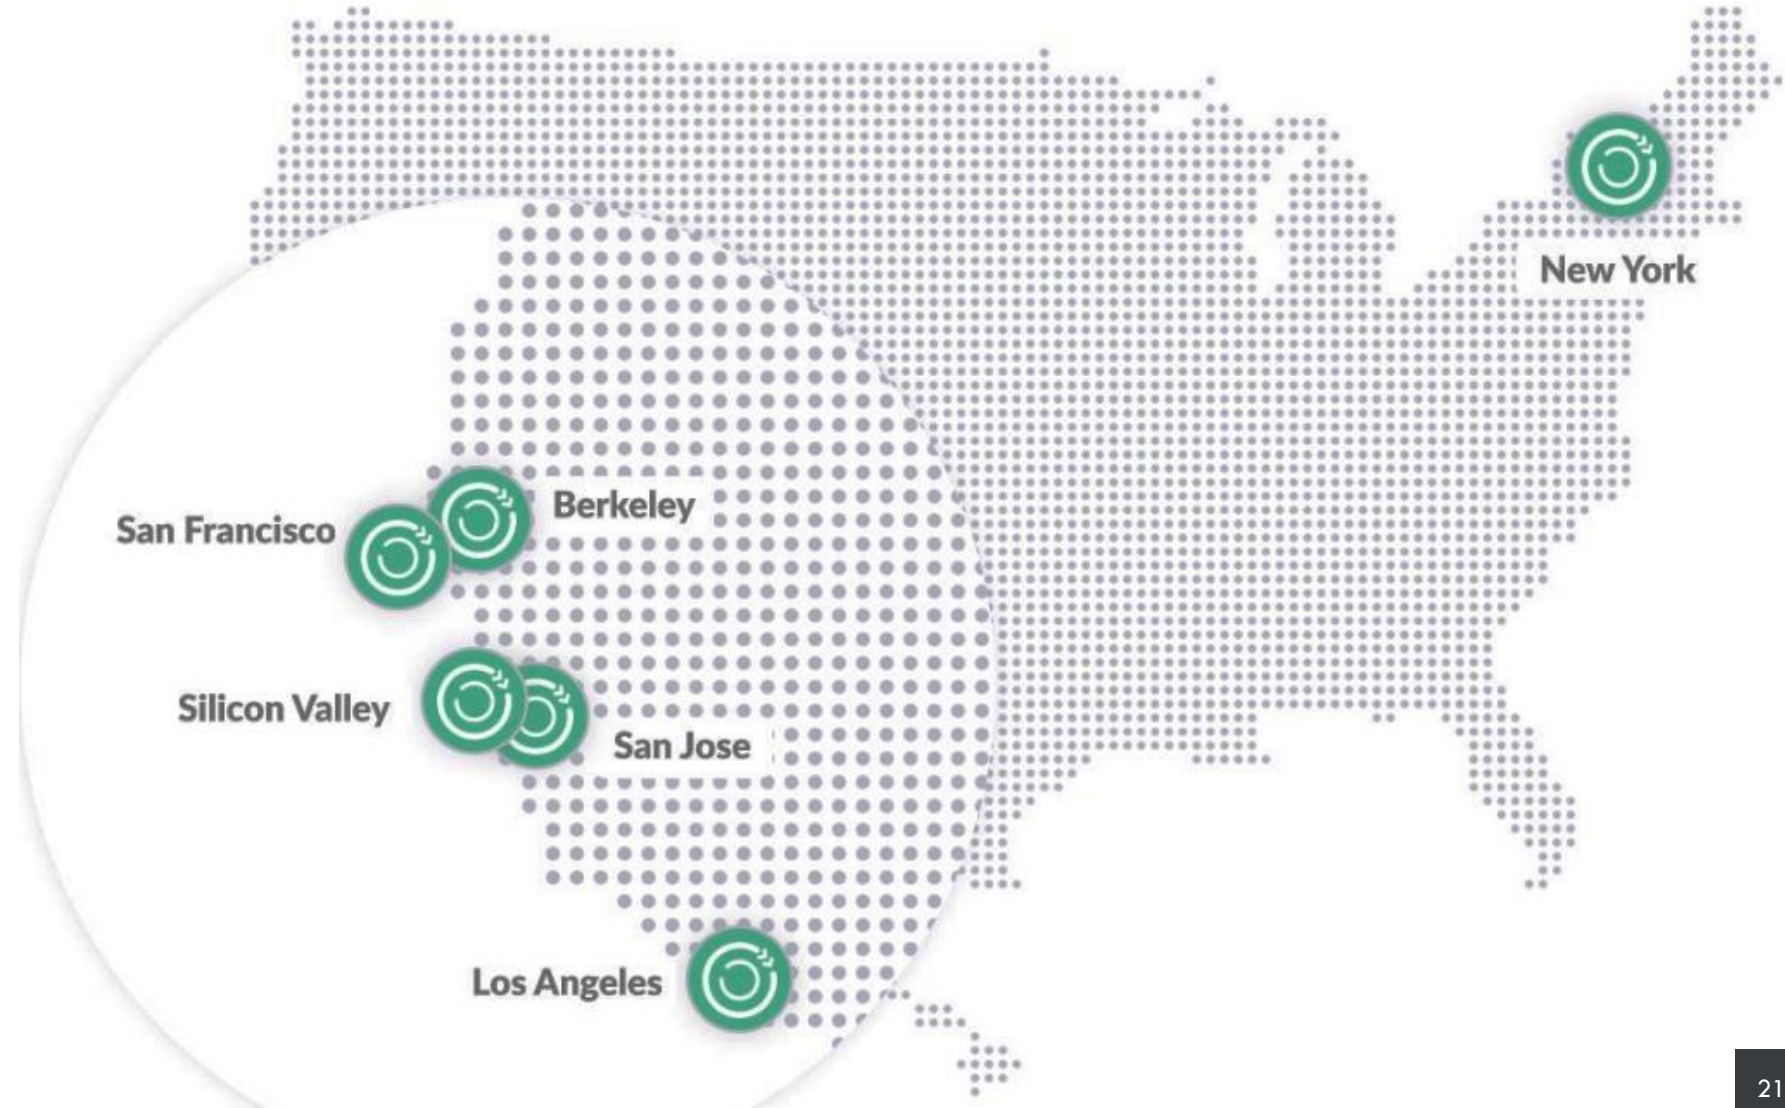 New York
Berkeley
San Francisco
Silicon Valley
San Jose
Los Angeles
21